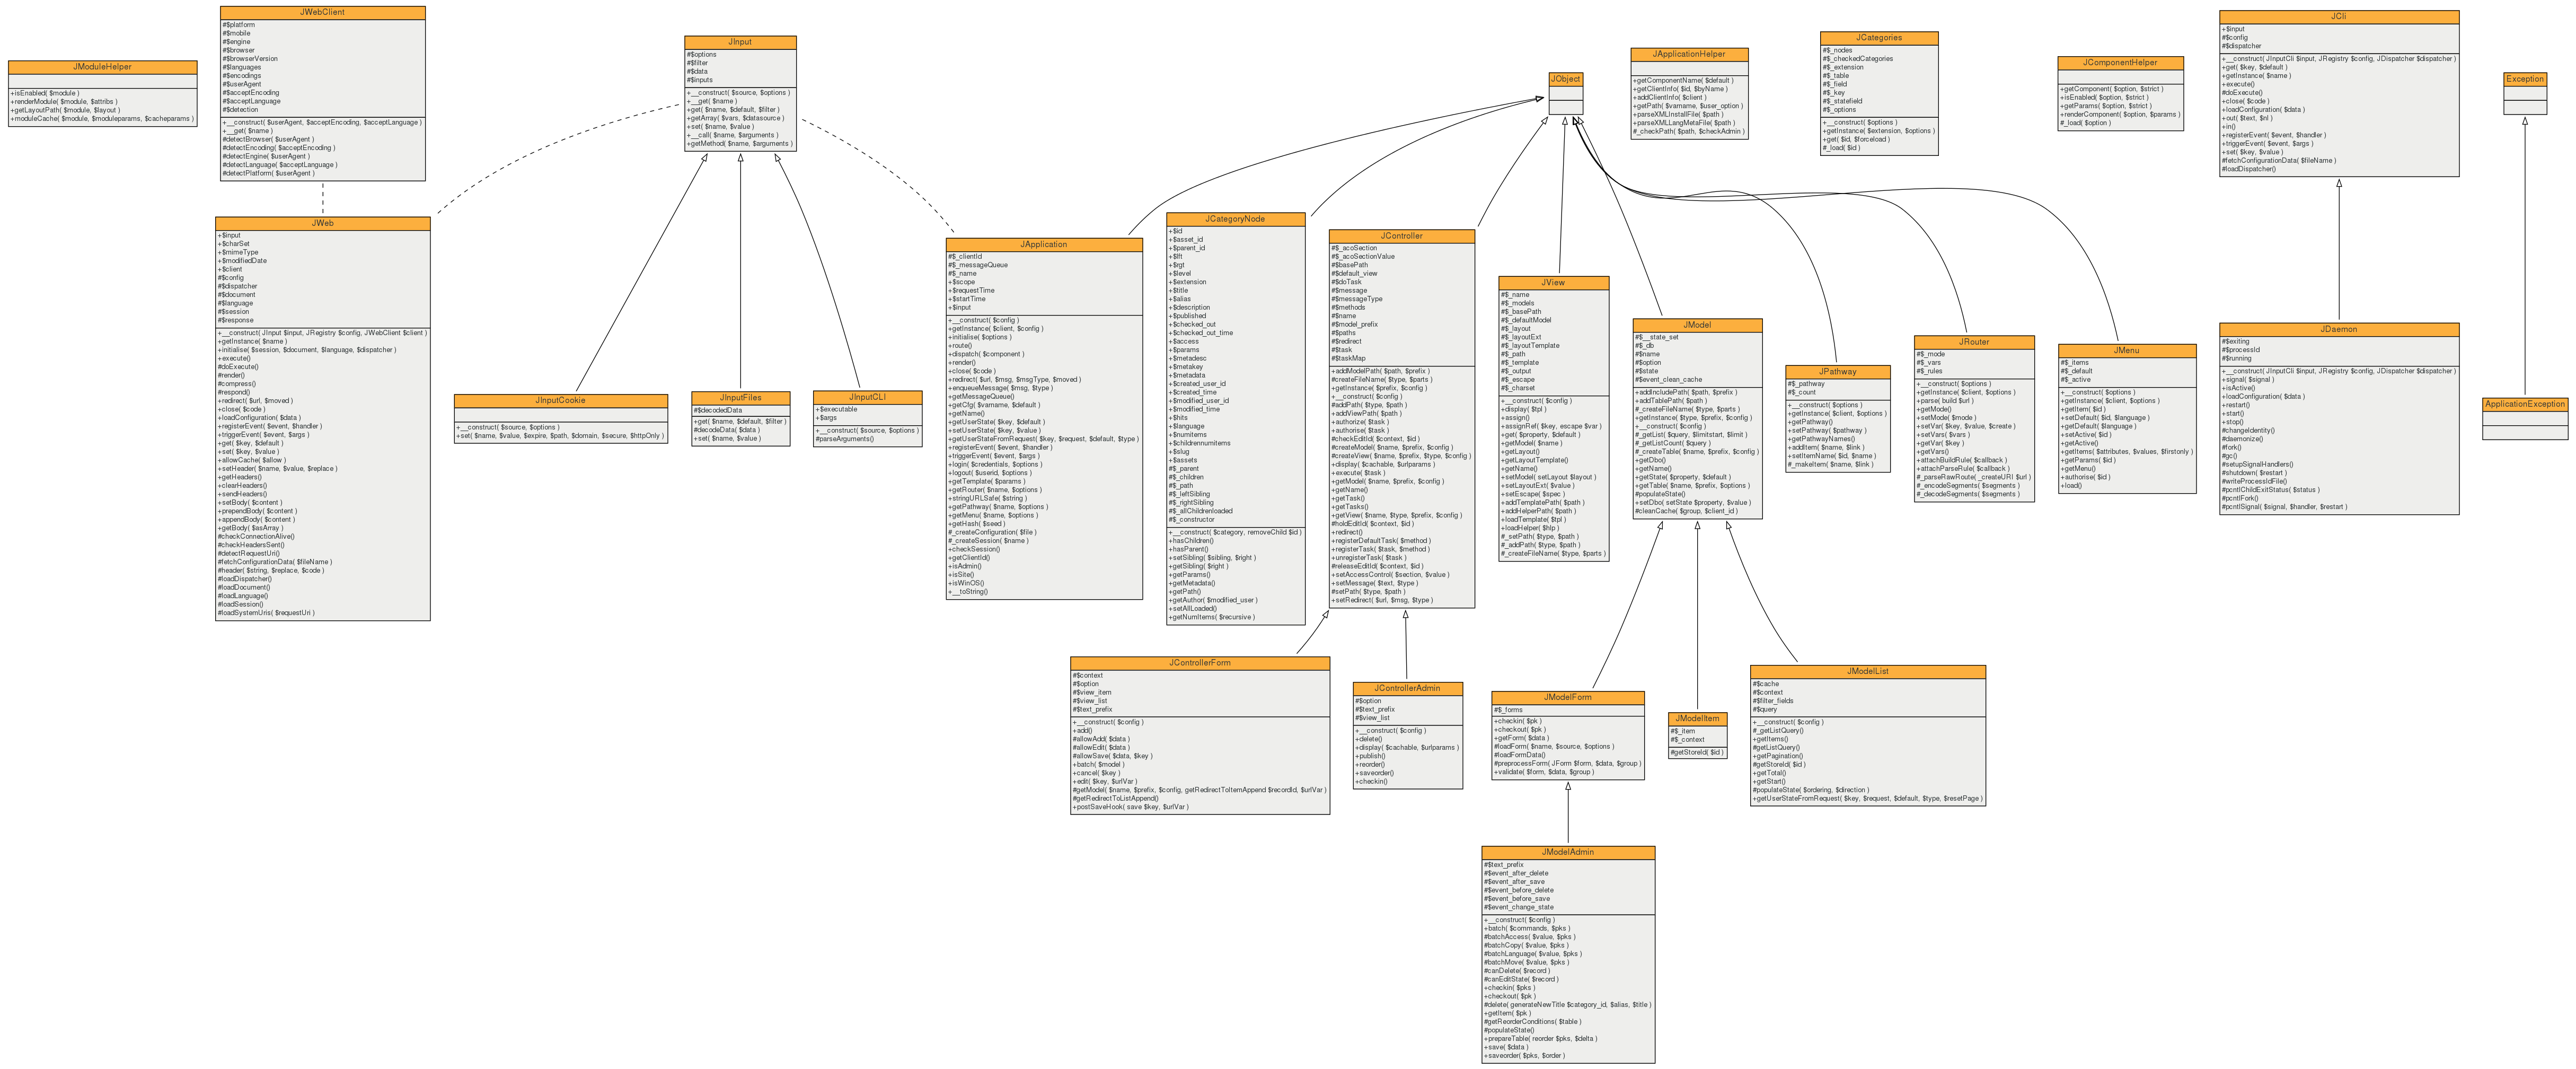 JModuleHelper
+isEnabled( $module )
+renderModule( $module, $attribs )
+getLayoutPath( $module, $layout )
+moduleCache( $module, $moduleparams, $cacheparams )
JWebClient
#$platform
#$mobile
#$engine
#$browser
#$browserVersion
#$languages
#$encodings
#$userAgent
#$acceptEncoding
#$acceptLanguage
#$detection
+__construct( $userAgent, $acceptEncoding, $acceptLanguage )
+__get( $name )
#detectBrowser( $userAgent )
#detectEncoding( $acceptEncoding )
#detectEngine( $userAgent )
#detectLanguage( $acceptLanguage )
#detectPlatform( $userAgent )
JInput
#$options
#$filter
#$data
#$inputs
+__construct( $source, $options )
+__get( $name )
+get( $name, $default, $filter )
+getArray( $vars, $datasource )
+set( $name, $value )
+__call( $name, $arguments )
+getMethod( $name, $arguments )
JObject
JApplicationHelper
+getComponentName( $default )
+getClientInfo( $id, $byName )
+addClientInfo( $client )
+getPath( $varname, $user_option )
+parseXMLInstallFile( $path )
+parseXMLLangMetaFile( $path )
#_checkPath( $path, $checkAdmin )
JCategories
#$_nodes
#$_checkedCategories
#$_extension
#$_table
#$_field
#$_key
#$_statefield
#$_options
+__construct( $options )
+getInstance( $extension, $options )
+get( $id, $forceload )
#_load( $id )
JComponentHelper
+getComponent( $option, $strict )
+isEnabled( $option, $strict )
+getParams( $option, $strict )
+renderComponent( $option, $params )
#_load( $option )
JCli
+$input
#$config
#$dispatcher
+__construct( JInputCli $input, JRegistry $config, JDispatcher $dispatcher )
+get( $key, $default )
+getInstance( $name )
+execute()
#doExecute()
+close( $code )
+loadConfiguration( $data )
+out( $text, $nl )
+in()
+registerEvent( $event, $handler )
+triggerEvent( $event, $args )
+set( $key, $value )
#fetchConfigurationData( $fileName )
#loadDispatcher()
Exception
JWeb
+$input
+$charSet
+$mimeType
+$modifiedDate
+$client
#$config
#$dispatcher
#$document
#$language
#$session
#$response
+__construct( JInput $input, JRegistry $config, JWebClient $client )
+getInstance( $name )
+initialise( $session, $document, $language, $dispatcher )
+execute()
#doExecute()
#render()
#compress()
#respond()
+redirect( $url, $moved )
+close( $code )
+loadConfiguration( $data )
+registerEvent( $event, $handler )
+triggerEvent( $event, $args )
+get( $key, $default )
+set( $key, $value )
+allowCache( $allow )
+setHeader( $name, $value, $replace )
+getHeaders()
+clearHeaders()
+sendHeaders()
+setBody( $content )
+prependBody( $content )
+appendBody( $content )
+getBody( $asArray )
#checkConnectionAlive()
#checkHeadersSent()
#detectRequestUri()
#fetchConfigurationData( $fileName )
#header( $string, $replace, $code )
#loadDispatcher()
#loadDocument()
#loadLanguage()
#loadSession()
#loadSystemUris( $requestUri )
JInputCookie
+__construct( $source, $options )
+set( $name, $value, $expire, $path, $domain, $secure, $httpOnly )
JInputFiles
#$decodedData
+get( $name, $default, $filter )
#decodeData( $data )
+set( $name, $value )
JInputCLI
+$executable
+$args
+__construct( $source, $options )
#parseArguments()
JApplication
#$_clientId
#$_messageQueue
#$_name
+$scope
+$requestTime
+$startTime
+$input
+__construct( $config )
+getInstance( $client, $config )
+initialise( $options )
+route()
+dispatch( $component )
+render()
+close( $code )
+redirect( $url, $msg, $msgType, $moved )
+enqueueMessage( $msg, $type )
+getMessageQueue()
+getCfg( $varname, $default )
+getName()
+getUserState( $key, $default )
+setUserState( $key, $value )
+getUserStateFromRequest( $key, $request, $default, $type )
+registerEvent( $event, $handler )
+triggerEvent( $event, $args )
+login( $credentials, $options )
+logout( $userid, $options )
+getTemplate( $params )
+getRouter( $name, $options )
+stringURLSafe( $string )
+getPathway( $name, $options )
+getMenu( $name, $options )
+getHash( $seed )
#_createConfiguration( $file )
#_createSession( $name )
+checkSession()
+getClientId()
+isAdmin()
+isSite()
+isWinOS()
+__toString()
JCategoryNode
+$id
+$asset_id
+$parent_id
+$lft
+$rgt
+$level
+$extension
+$title
+$alias
+$description
+$published
+$checked_out
+$checked_out_time
+$access
+$params
+$metadesc
+$metakey
+$metadata
+$created_user_id
+$created_time
+$modified_user_id
+$modified_time
+$hits
+$language
+$numitems
+$childrennumitems
+$slug
+$assets
#$_parent
#$_children
#$_path
#$_leftSibling
#$_rightSibling
#$_allChildrenloaded
#$_constructor
+__construct( $category, removeChild $id )
+hasChildren()
+hasParent()
+setSibling( $sibling, $right )
+getSibling( $right )
+getParams()
+getMetadata()
+getPath()
+getAuthor( $modified_user )
+setAllLoaded()
+getNumItems( $recursive )
JController
#$_acoSection
#$_acoSectionValue
#$basePath
#$default_view
#$doTask
#$message
#$messageType
#$methods
#$name
#$model_prefix
#$paths
#$redirect
#$task
#$taskMap
+addModelPath( $path, $prefix )
#createFileName( $type, $parts )
+getInstance( $prefix, $config )
+__construct( $config )
#addPath( $type, $path )
+addViewPath( $path )
+authorize( $task )
+authorise( $task )
#checkEditId( $context, $id )
#createModel( $name, $prefix, $config )
#createView( $name, $prefix, $type, $config )
+display( $cachable, $urlparams )
+execute( $task )
+getModel( $name, $prefix, $config )
+getName()
+getTask()
+getTasks()
+getView( $name, $type, $prefix, $config )
#holdEditId( $context, $id )
+redirect()
+registerDefaultTask( $method )
+registerTask( $task, $method )
+unregisterTask( $task )
#releaseEditId( $context, $id )
+setAccessControl( $section, $value )
+setMessage( $text, $type )
#setPath( $type, $path )
+setRedirect( $url, $msg, $type )
JView
#$_name
#$_models
#$_basePath
#$_defaultModel
#$_layout
#$_layoutExt
#$_layoutTemplate
#$_path
#$_template
#$_output
#$_escape
#$_charset
+__construct( $config )
+display( $tpl )
+assign()
+assignRef( $key, escape $var )
+get( $property, $default )
+getModel( $name )
+getLayout()
+getLayoutTemplate()
+getName()
+setModel( setLayout $layout )
+setLayoutExt( $value )
+setEscape( $spec )
+addTemplatePath( $path )
+addHelperPath( $path )
+loadTemplate( $tpl )
+loadHelper( $hlp )
#_setPath( $type, $path )
#_addPath( $type, $path )
#_createFileName( $type, $parts )
JModel
#$__state_set
#$_db
#$name
#$option
#$state
#$event_clean_cache
+addIncludePath( $path, $prefix )
+addTablePath( $path )
#_createFileName( $type, $parts )
+getInstance( $type, $prefix, $config )
+__construct( $config )
#_getList( $query, $limitstart, $limit )
#_getListCount( $query )
#_createTable( $name, $prefix, $config )
+getDbo()
+getName()
+getState( $property, $default )
+getTable( $name, $prefix, $options )
#populateState()
+setDbo( setState $property, $value )
#cleanCache( $group, $client_id )
JPathway
#$_pathway
#$_count
+__construct( $options )
+getInstance( $client, $options )
+getPathway()
+setPathway( $pathway )
+getPathwayNames()
+addItem( $name, $link )
+setItemName( $id, $name )
#_makeItem( $name, $link )
JRouter
#$_mode
#$_vars
#$_rules
+__construct( $options )
+getInstance( $client, $options )
+parse( build $url )
+getMode()
+setMode( $mode )
+setVar( $key, $value, $create )
+setVars( $vars )
+getVar( $key )
+getVars()
+attachBuildRule( $callback )
+attachParseRule( $callback )
#_parseRawRoute( _createURI $url )
#_encodeSegments( $segments )
#_decodeSegments( $segments )
JMenu
#$_items
#$_default
#$_active
+__construct( $options )
+getInstance( $client, $options )
+getItem( $id )
+setDefault( $id, $language )
+getDefault( $language )
+setActive( $id )
+getActive()
+getItems( $attributes, $values, $firstonly )
+getParams( $id )
+getMenu()
+authorise( $id )
+load()
JDaemon
#$exiting
#$processId
#$running
+__construct( JInputCli $input, JRegistry $config, JDispatcher $dispatcher )
+signal( $signal )
+isActive()
+loadConfiguration( $data )
+restart()
+start()
+stop()
#changeIdentity()
#daemonize()
#fork()
#gc()
#setupSignalHandlers()
#shutdown( $restart )
#writeProcessIdFile()
#pcntlChildExitStatus( $status )
#pcntlFork()
#pcntlSignal( $signal, $handler, $restart )
ApplicationException
JControllerForm
#$context
#$option
#$view_item
#$view_list
#$text_prefix
+__construct( $config )
+add()
#allowAdd( $data )
#allowEdit( $data )
#allowSave( $data, $key )
+batch( $model )
+cancel( $key )
+edit( $key, $urlVar )
#getModel( $name, $prefix, $config, getRedirectToItemAppend $recordId, $urlVar )
#getRedirectToListAppend()
+postSaveHook( save $key, $urlVar )
JControllerAdmin
#$option
#$text_prefix
#$view_list
+__construct( $config )
+delete()
+display( $cachable, $urlparams )
+publish()
+reorder()
+saveorder()
+checkin()
JModelForm
#$_forms
+checkin( $pk )
+checkout( $pk )
+getForm( $data )
#loadForm( $name, $source, $options )
#loadFormData()
#preprocessForm( JForm $form, $data, $group )
+validate( $form, $data, $group )
JModelItem
#$_item
#$_context
#getStoreId( $id )
JModelList
#$cache
#$context
#$filter_fields
#$query
+__construct( $config )
#_getListQuery()
+getItems()
#getListQuery()
+getPagination()
#getStoreId( $id )
+getTotal()
+getStart()
#populateState( $ordering, $direction )
+getUserStateFromRequest( $key, $request, $default, $type, $resetPage )
JModelAdmin
#$text_prefix
#$event_after_delete
#$event_after_save
#$event_before_delete
#$event_before_save
#$event_change_state
+__construct( $config )
+batch( $commands, $pks )
#batchAccess( $value, $pks )
#batchCopy( $value, $pks )
#batchLanguage( $value, $pks )
#batchMove( $value, $pks )
#canDelete( $record )
#canEditState( $record )
+checkin( $pks )
+checkout( $pk )
#delete( generateNewTitle $category_id, $alias, $title )
+getItem( $pk )
#getReorderConditions( $table )
#populateState()
+prepareTable( reorder $pks, $delta )
+save( $data )
+saveorder( $pks, $order )